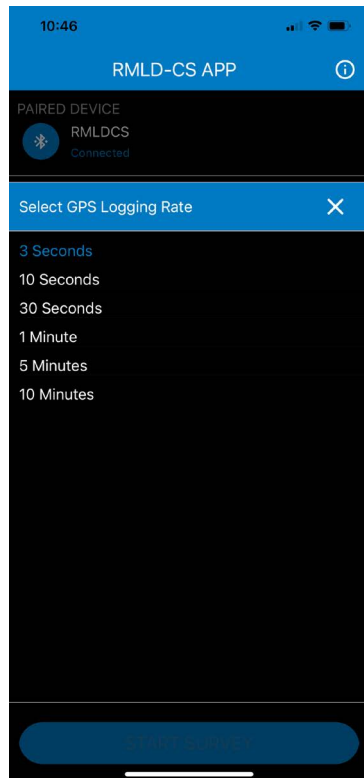 10:46
RMLD-CS APP
PAIRED DEVICE
RMLDCS
Connected
Select GPS Logging Rate
3 Seconds
10 Seconds
30 Seconds
1 Minute
5 Minutes
10 Minutes
START SURVEY